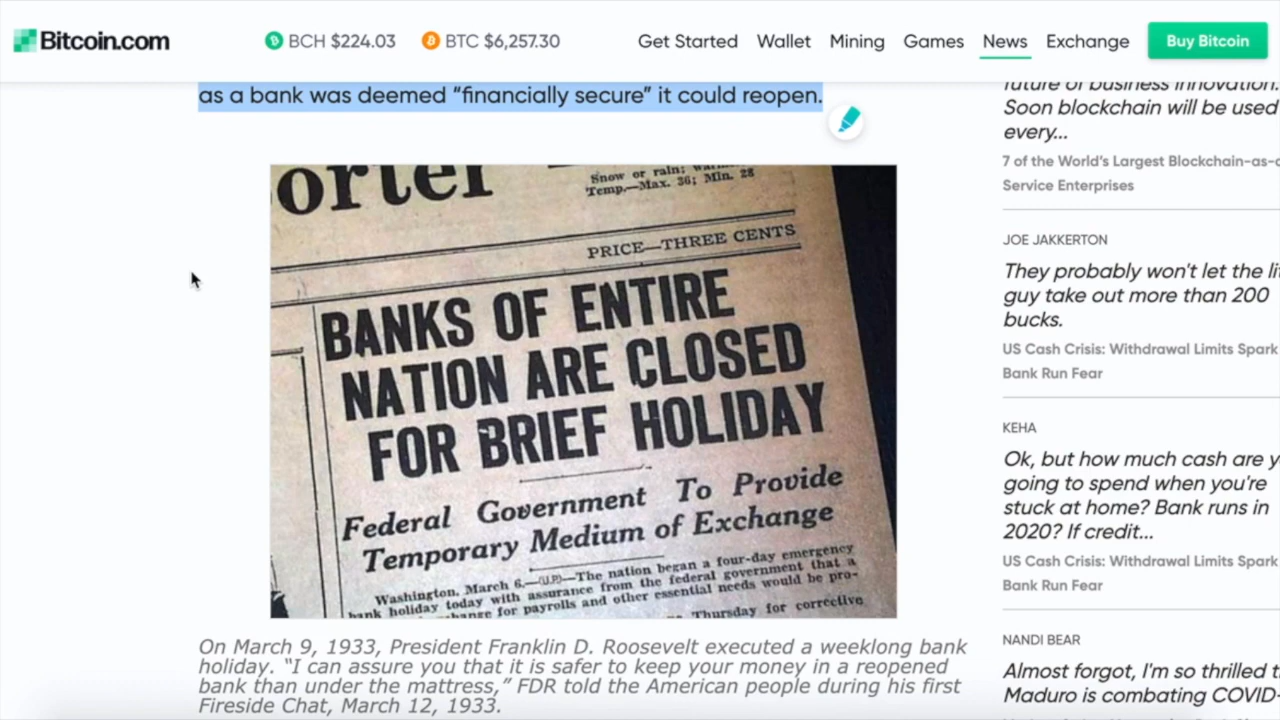 Bitcoin.com
BCH $224.03
BTC $6,257.30
Get Started
Wallet
Mining
Games
News
Exchange
Buy Bitcoin
as a bank was deemed “financially secure” it could reopen.
orter
Snow or rain;
Temp.—Max. 36; Min. 28
PRICE—THREE CENTS
BANKS OF ENTIRE
NATION ARE CLOSED
FOR BRIEF HOLIDAY
Federal Government To Provide
Temporary Medium of Exchange
Washington, March 6.—(U.P.)—The nation began a four-day emergency
bank holiday today with assurance from the federal government that a
change for payrolls and other essential needs would be pro-
Thursday for corrective
On March 9, 1933, President Franklin D. Roosevelt executed a weeklong bank
holiday. “I can assure you that it is safer to keep your money in a reopened
bank than under the mattress,” FDR told the American people during his first
Fireside Chat, March 12, 1933.
future of business innovation.
Soon blockchain will be used
every...
7 of the World’s Largest Blockchain-as-a-
Service Enterprises
JOE JAKKERTON
They probably won't let the lit
guy take out more than 200
bucks.
US Cash Crisis: Withdrawal Limits Spark
Bank Run Fear
KEHA
Ok, but how much cash are y
going to spend when you're
stuck at home? Bank runs in
2020? If credit...
US Cash Crisis: Withdrawal Limits Spark
Bank Run Fear
NANDI BEAR
Almost forgot, I'm so thrilled t
Maduro is combating COVID-